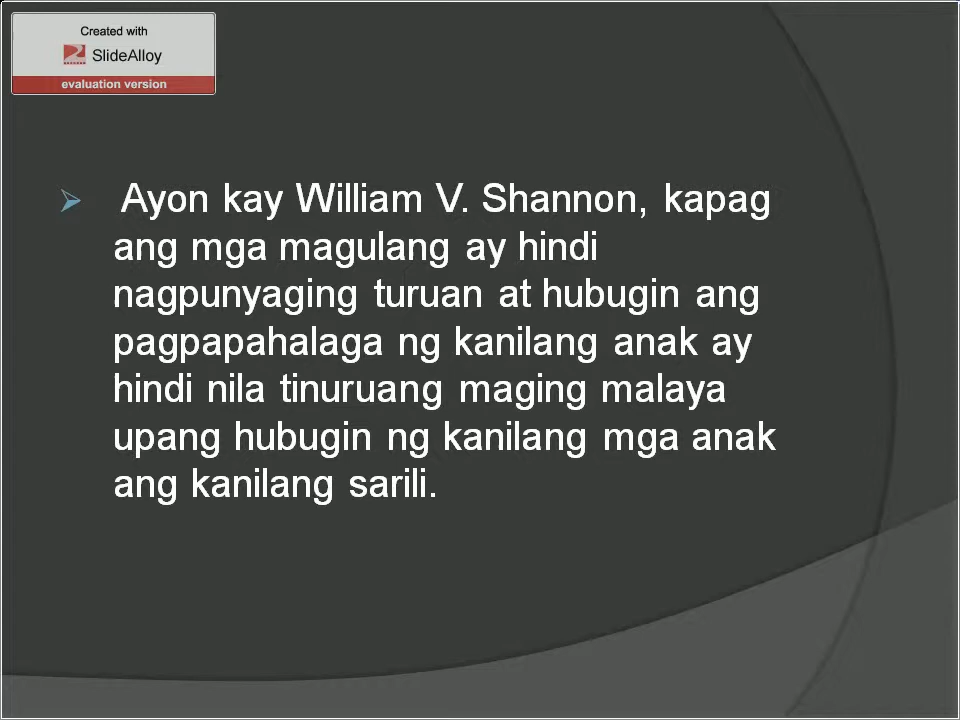 Created with
SlideAlloy
evaluation version
Ayon kay William V. Shannon, kapag
ang mga magulang ay hindi
nagpunyaging turuan at hubugin ang
pagpapahalaga ng kanilang anak ay
hindi nila tinuruang maging malaya
upang hubugin ng kanilang mga anak
ang kanilang sarili.